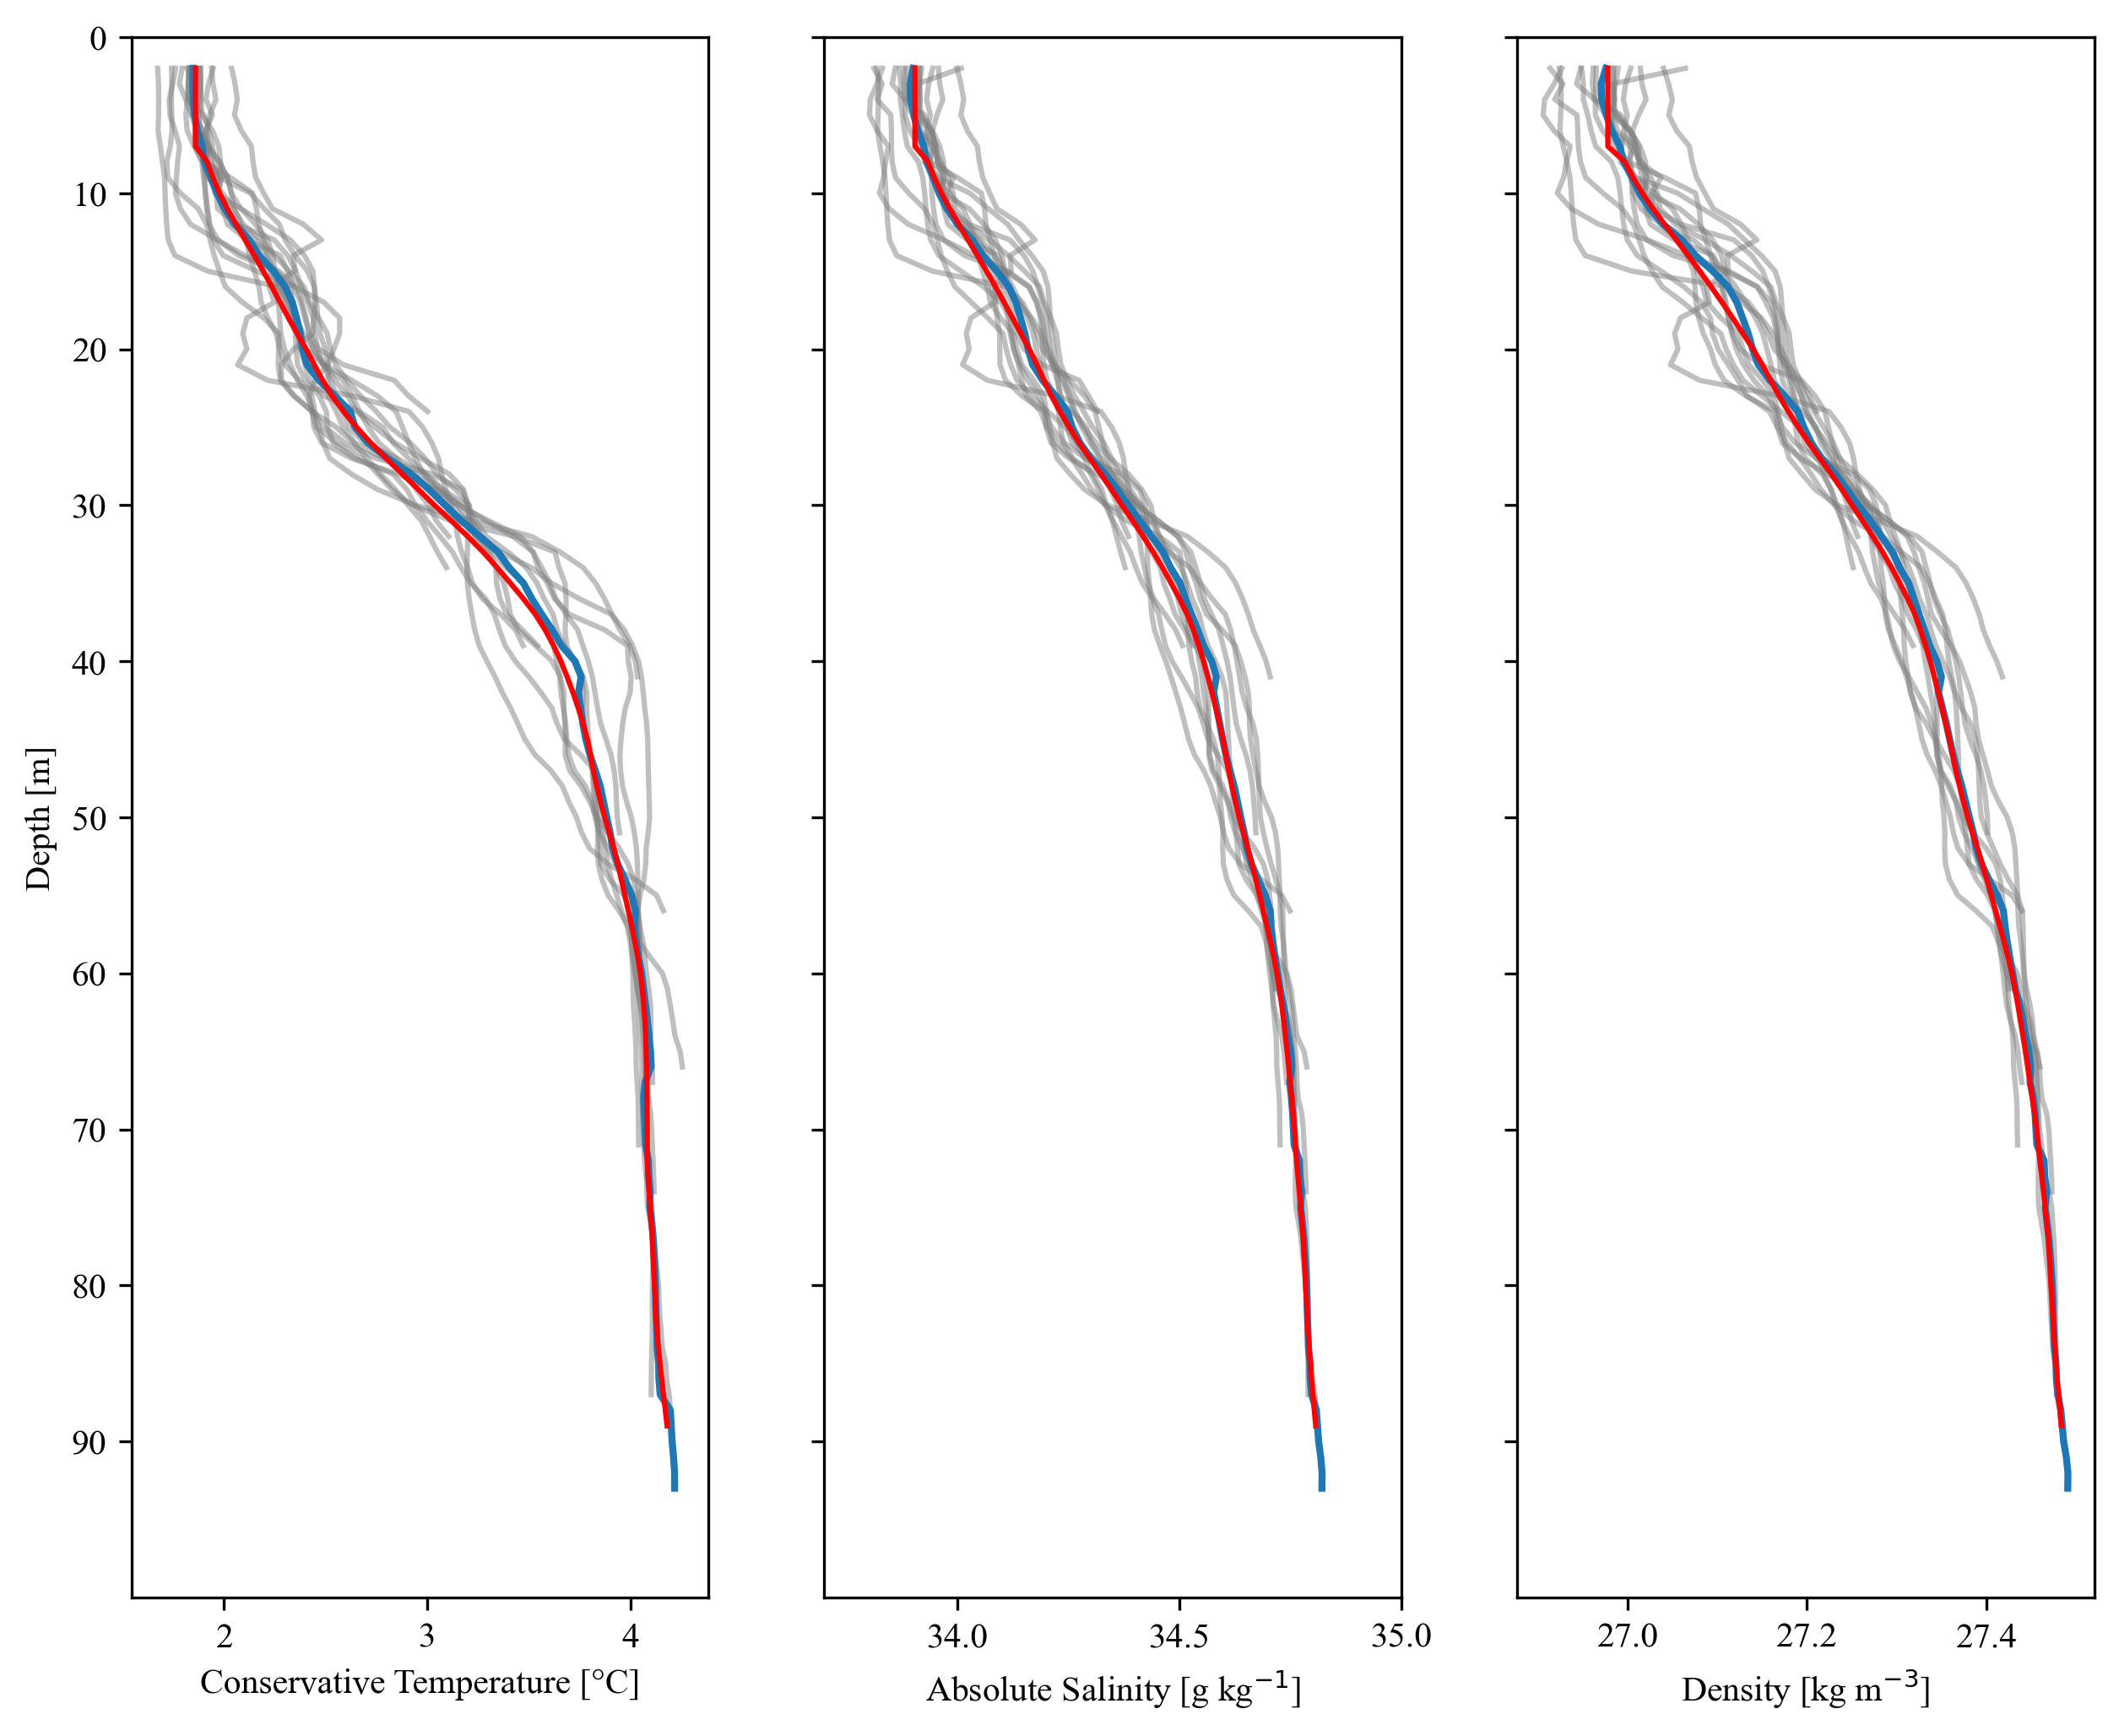 0
10
20
30
40
50
60
70
80
90
Depth [m]
2 3 4
Conservative Temperature [°C]
34.0 34.5 35.0
Absolute Salinity [g kg⁻¹]
27.0 27.2 27.4
Density [kg m⁻³]